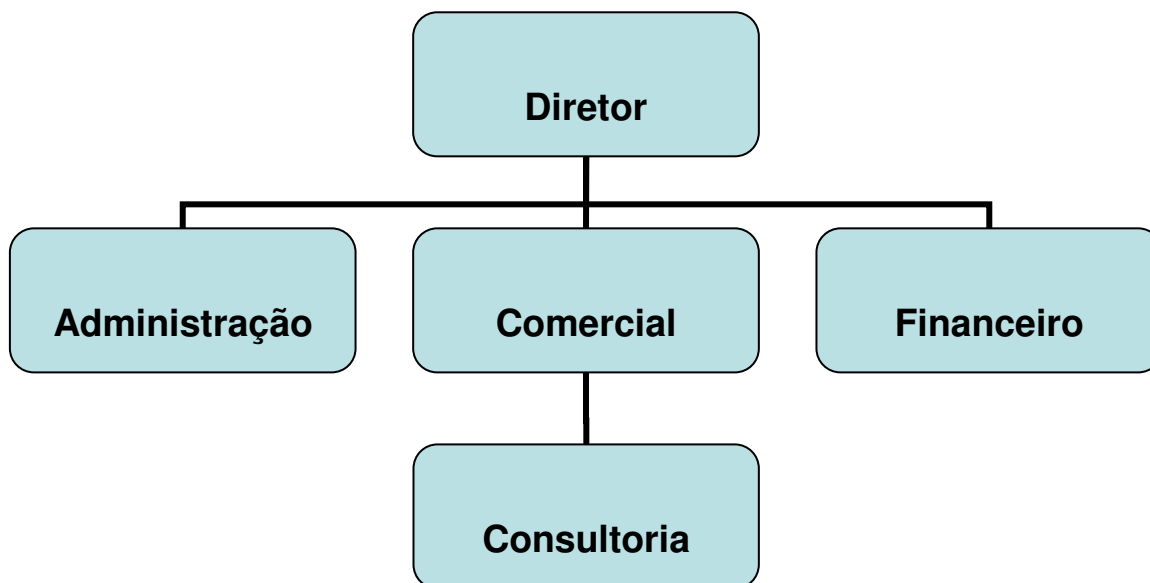 Diretor
Administração
Comercial
Financeiro
Consultoria